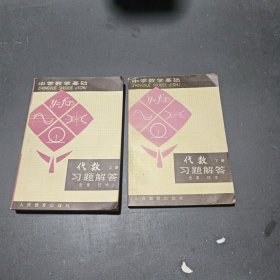 中学数学基础
ZHONGXUE SHUXUE JICHU
y=f(x)
代数 上册
习题解答
人民教育出版社
中学数学基础
ZHONGXUE SHUXUE JICHU
y=f(x)
代数 下册
习题解答
人民教育出版社